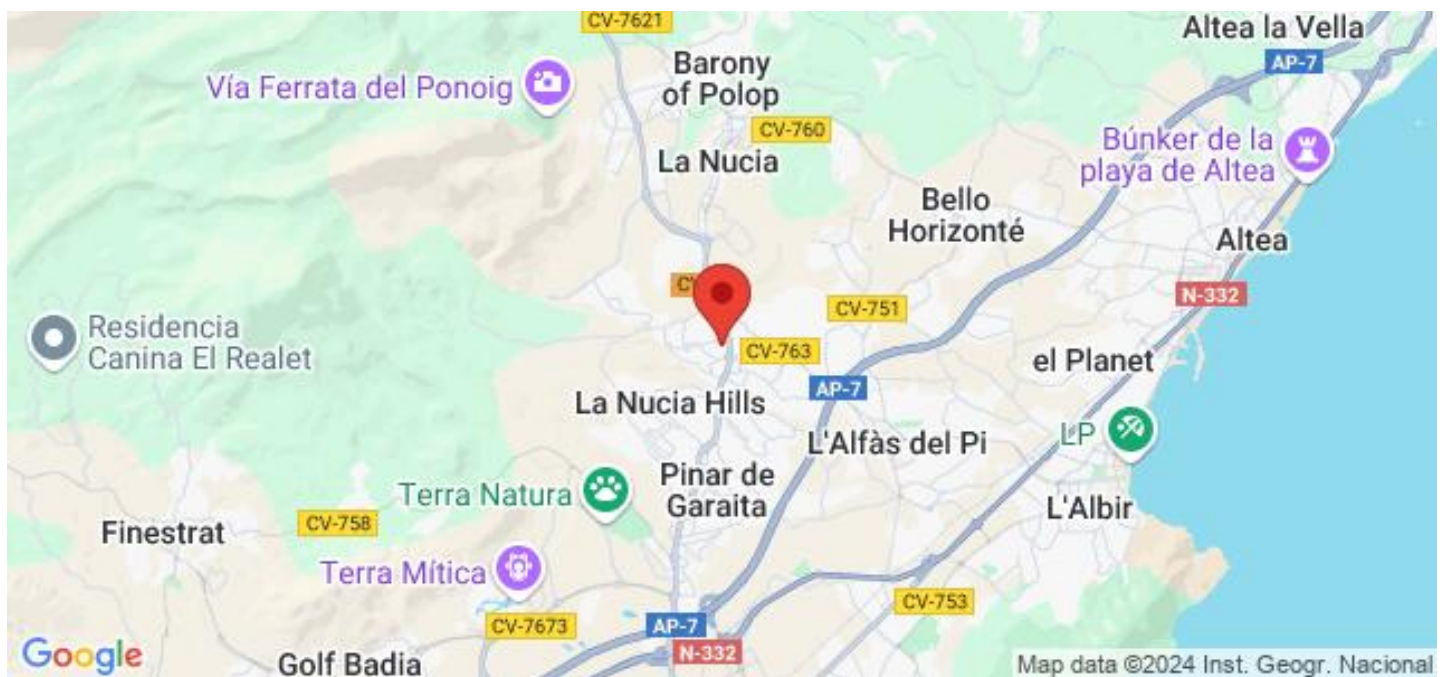 CV-7621
Altea la Vella
AP-7
Barony
of Polop
Vía Ferrata del Ponoig
CV-760
Búnker de la
playa de Altea
La Nucia
Bello
Horizonté
Altea
N-332
CV-751
Residencia
Canina El Realet
CV-763
el Planet
AP-7
La Nucia Hills
L'Alfàs del Pi
LP
Pinar de
Garaita
Terra Natura
L'Albir
Finestrat
CV-758
Terra Mítica
CV-753
CV-7673
AP-7
N-332
Google
Golf Badia
Map data ©2024 Inst. Geogr. Nacional